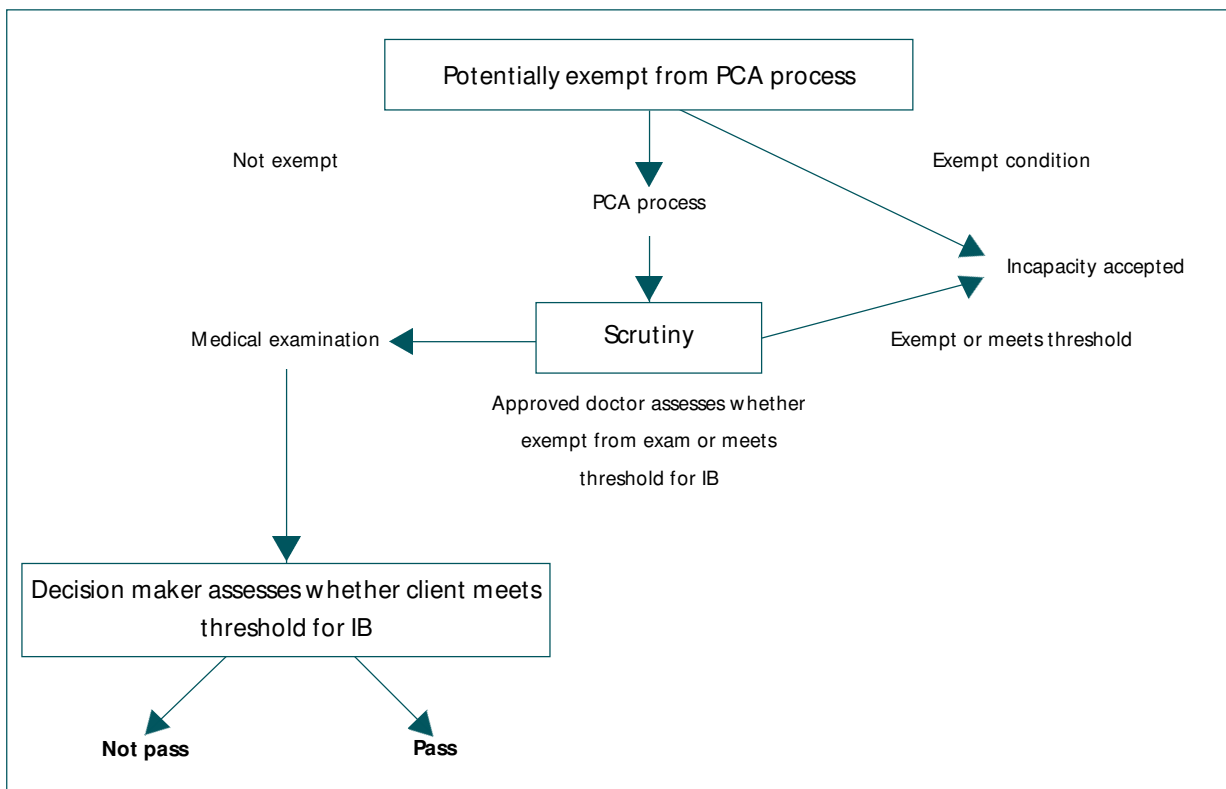 Potentially exempt from PCA process
Not exempt
Exempt condition
PCA process
Incapacity accepted
Medical examination
Scrutiny
Exempt or meets threshold
Approved doctor assesses whether
exempt from exam or meets
threshold for IB
Decision maker assesses whether client meets
threshold for IB
Not pass
Pass